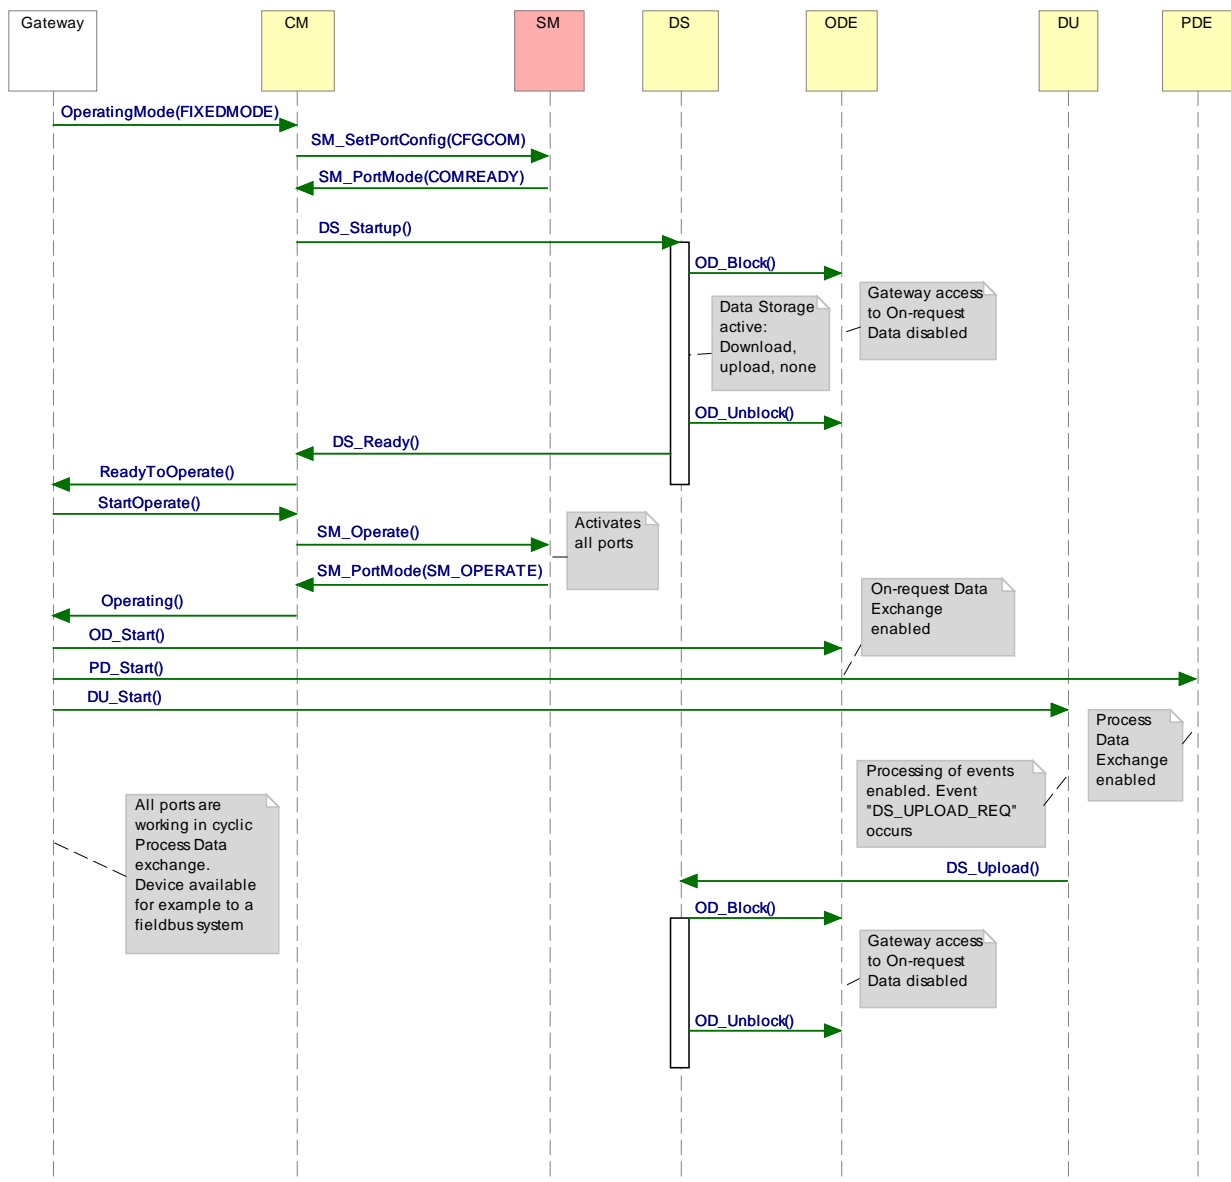 Gateway
CM
SM
DS
ODE
DU
PDE
OperatingMode(FIXEDMODE)
SM_SetPortConfig(CFGCOM)
SM_PortMode(COMREADY)
DS_Startup()
OD_Block()
Gateway access
to On-request
Data disabled
Data Storage
active:
Download,
upload, none
OD_Unblock()
DS_Ready()
ReadyToOperate()
StartOperate()
SM_Operate()
Activates
all ports
SM_PortMode(SM_OPERATE)
Operating()
On-request Data
Exchange
enabled
OD_Start()
PD_Start()
DU_Start()
Process
Data
Exchange
enabled
Processing of events
enabled. Event
"DS_UPLOAD_REQ"
occurs
All ports are
working in cyclic
Process Data
exchange.
Device available
for example to a
fieldbus system
DS_Upload()
OD_Block()
Gateway access
to On-request
Data disabled
OD_Unblock()